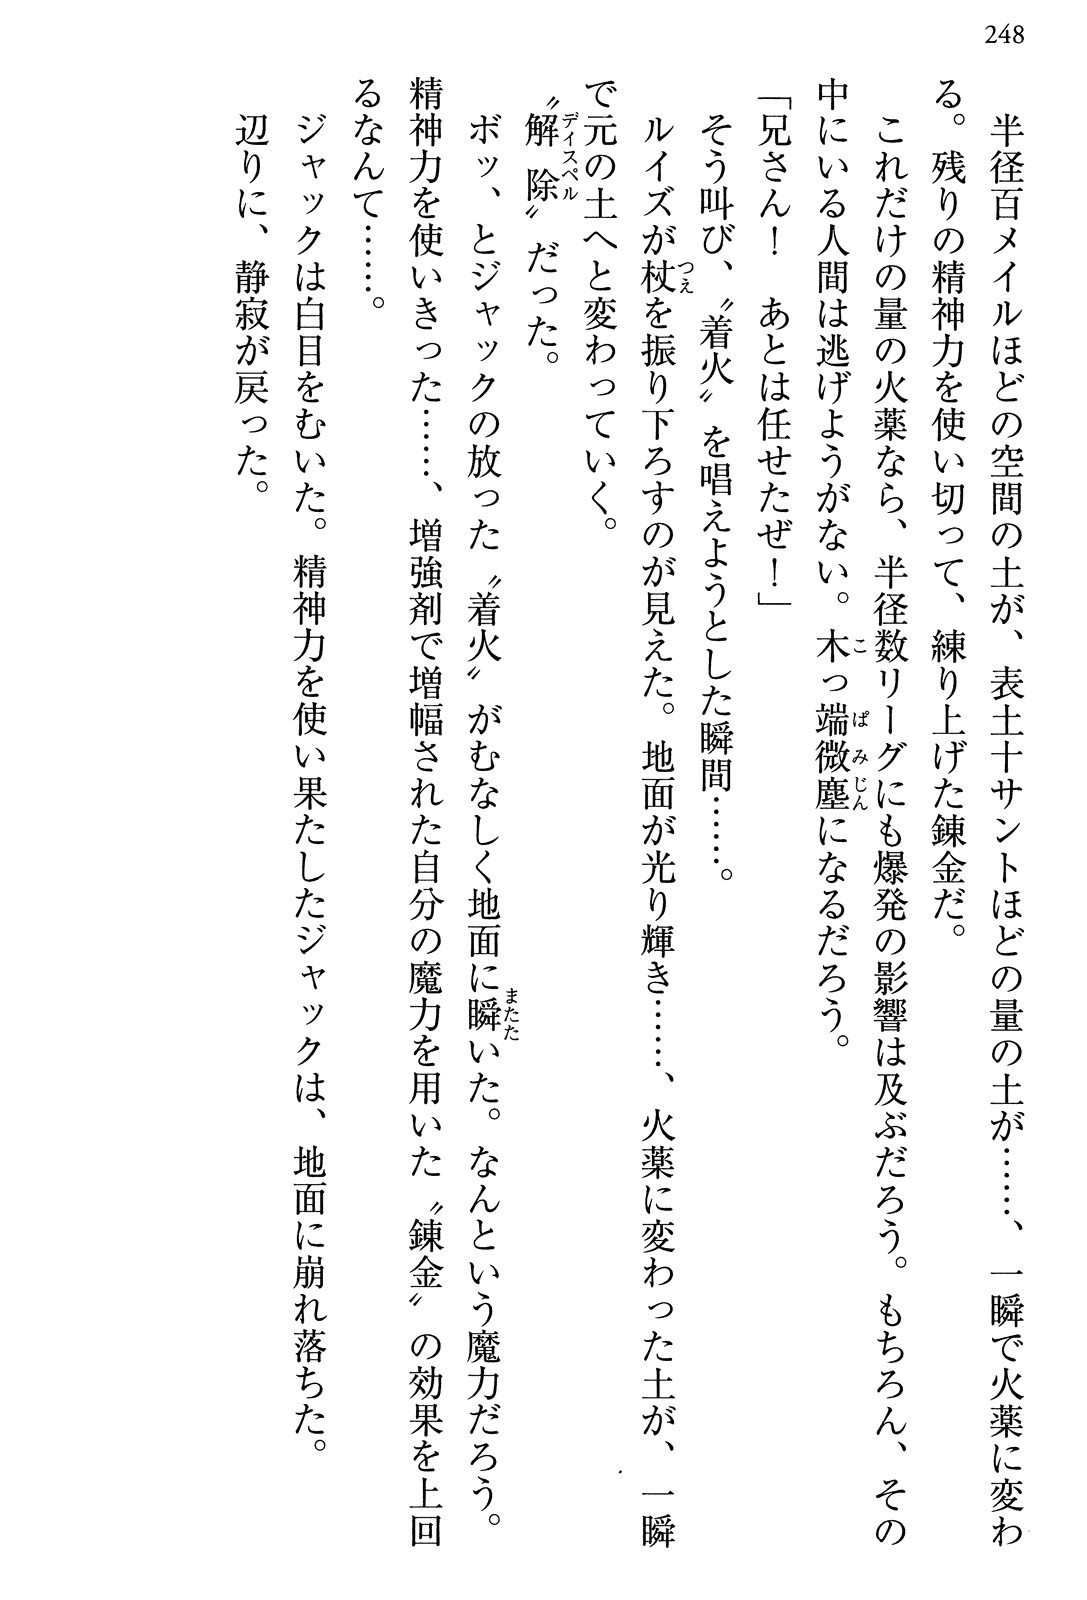 248
　半径百メイルほどの空間の土が、表土十サントほどの量の土が……、一瞬で火薬に変わ
る。残りの精神力を使い切って、練り上げた錬金だ。
　これだけの量の火薬なら、半径数リーグにも爆発の影響は及ぶだろう。もちろん、その
中にいる人間は逃げようがない。木っ端微塵になるだろう。
「兄さん！　あとは任せたぜ！」
　そう叫び、〝着火〟を唱えようとした瞬間……。
　ルイズが杖を振り下ろすのが見えた。地面が光り輝き……、火薬に変わった土が、一瞬
で元の土へと変わっていく。
〝解除〟だった。
　ボッ、とジャックの放った〝着火〟がむなしく地面に瞬いた。なんという魔力だろう。
精神力を使いきった……、増強剤で増幅された自分の魔力を用いた〝錬金〟の効果を上回
るなんて……。
　ジャックは白目をむいた。精神力を使い果たしたジャックは、地面に崩れ落ちた。
　辺りに、静寂が戻った。